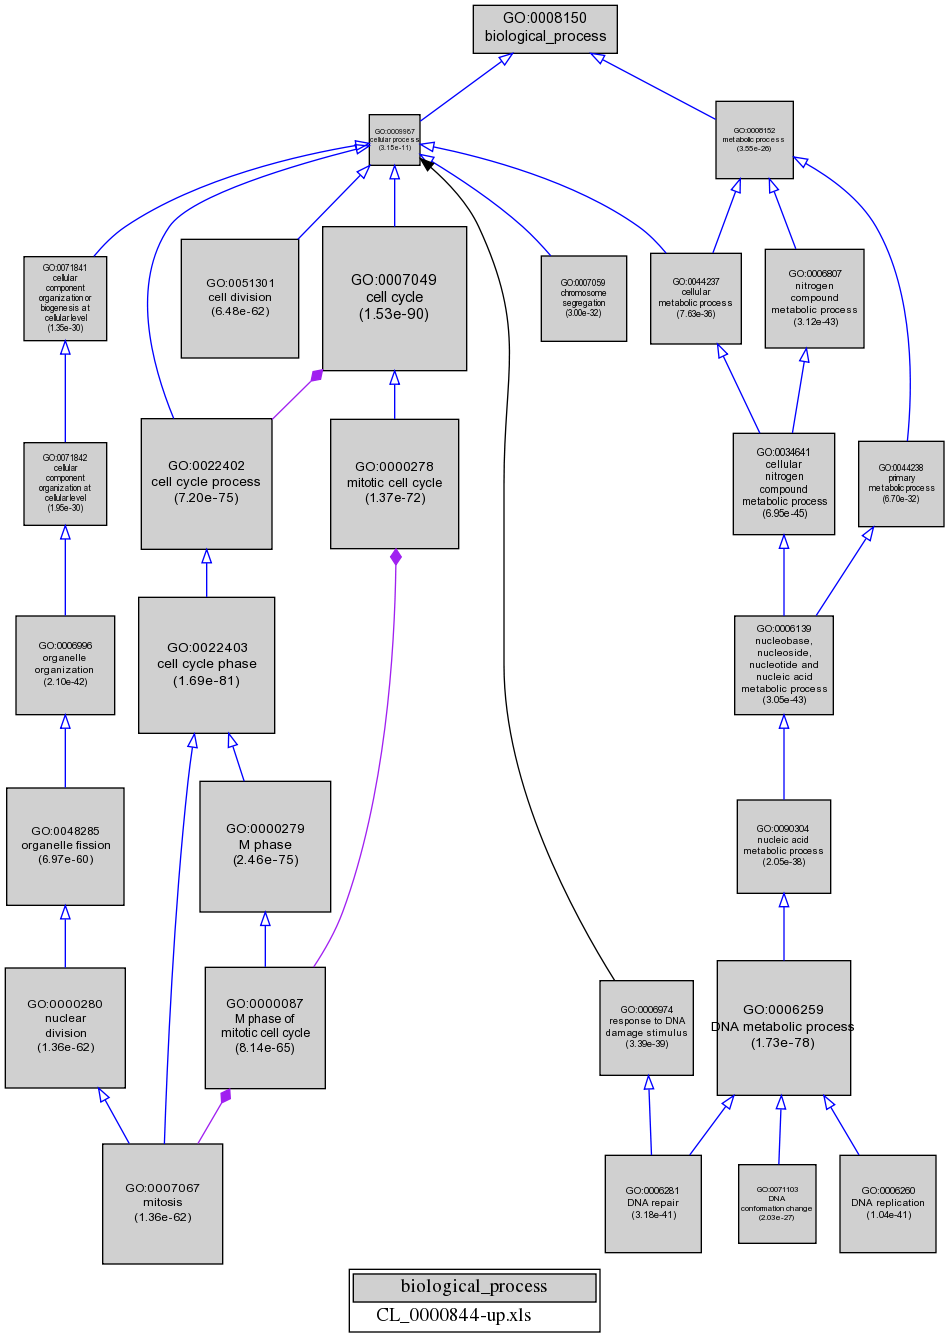 GO:0008150
biological_process
GO:0009987
cellular process
(3.15e-11)
GO:0008152
metabolic process
(3.55e-26)
GO:0071841
cellular
component
organization or
biogenesis at
cellular level
(1.35e-30)
GO:0051301
cell division
(6.48e-62)
GO:0007049
cell cycle
(1.53e-90)
GO:0007059
chromosome
segregation
(3.00e-32)
GO:0044237
cellular
metabolic process
(7.63e-36)
GO:0006807
nitrogen
compound
metabolic process
(3.12e-43)
GO:0071842
cellular
component
organization at
cellular level
(1.95e-30)
GO:0022402
cell cycle process
(7.20e-75)
GO:0000278
mitotic cell cycle
(1.37e-72)
GO:0034641
cellular
nitrogen
compound
metabolic process
(6.95e-45)
GO:0044238
primary
metabolic process
(6.70e-32)
GO:0006996
organelle
organization
(2.10e-42)
GO:0022403
cell cycle phase
(1.69e-81)
GO:0006139
nucleobase,
nucleoside,
nucleotide and
nucleic acid
metabolic process
(3.05e-43)
GO:0048285
organelle fission
(6.97e-60)
GO:0000279
M phase
(2.46e-75)
GO:0090304
nucleic acid
metabolic process
(2.05e-38)
GO:0000280
nuclear
division
(1.36e-62)
GO:0000087
M phase of
mitotic cell cycle
(8.14e-65)
GO:0006974
response to DNA
damage stimulus
(3.39e-39)
GO:0006259
DNA metabolic process
(1.73e-78)
GO:0007067
mitosis
(1.36e-62)
GO:0006281
DNA repair
(3.18e-41)
GO:0071103
DNA
conformation change
(2.03e-27)
GO:0006260
DNA replication
(1.04e-41)
biological_process
CL_0000844-up.xls